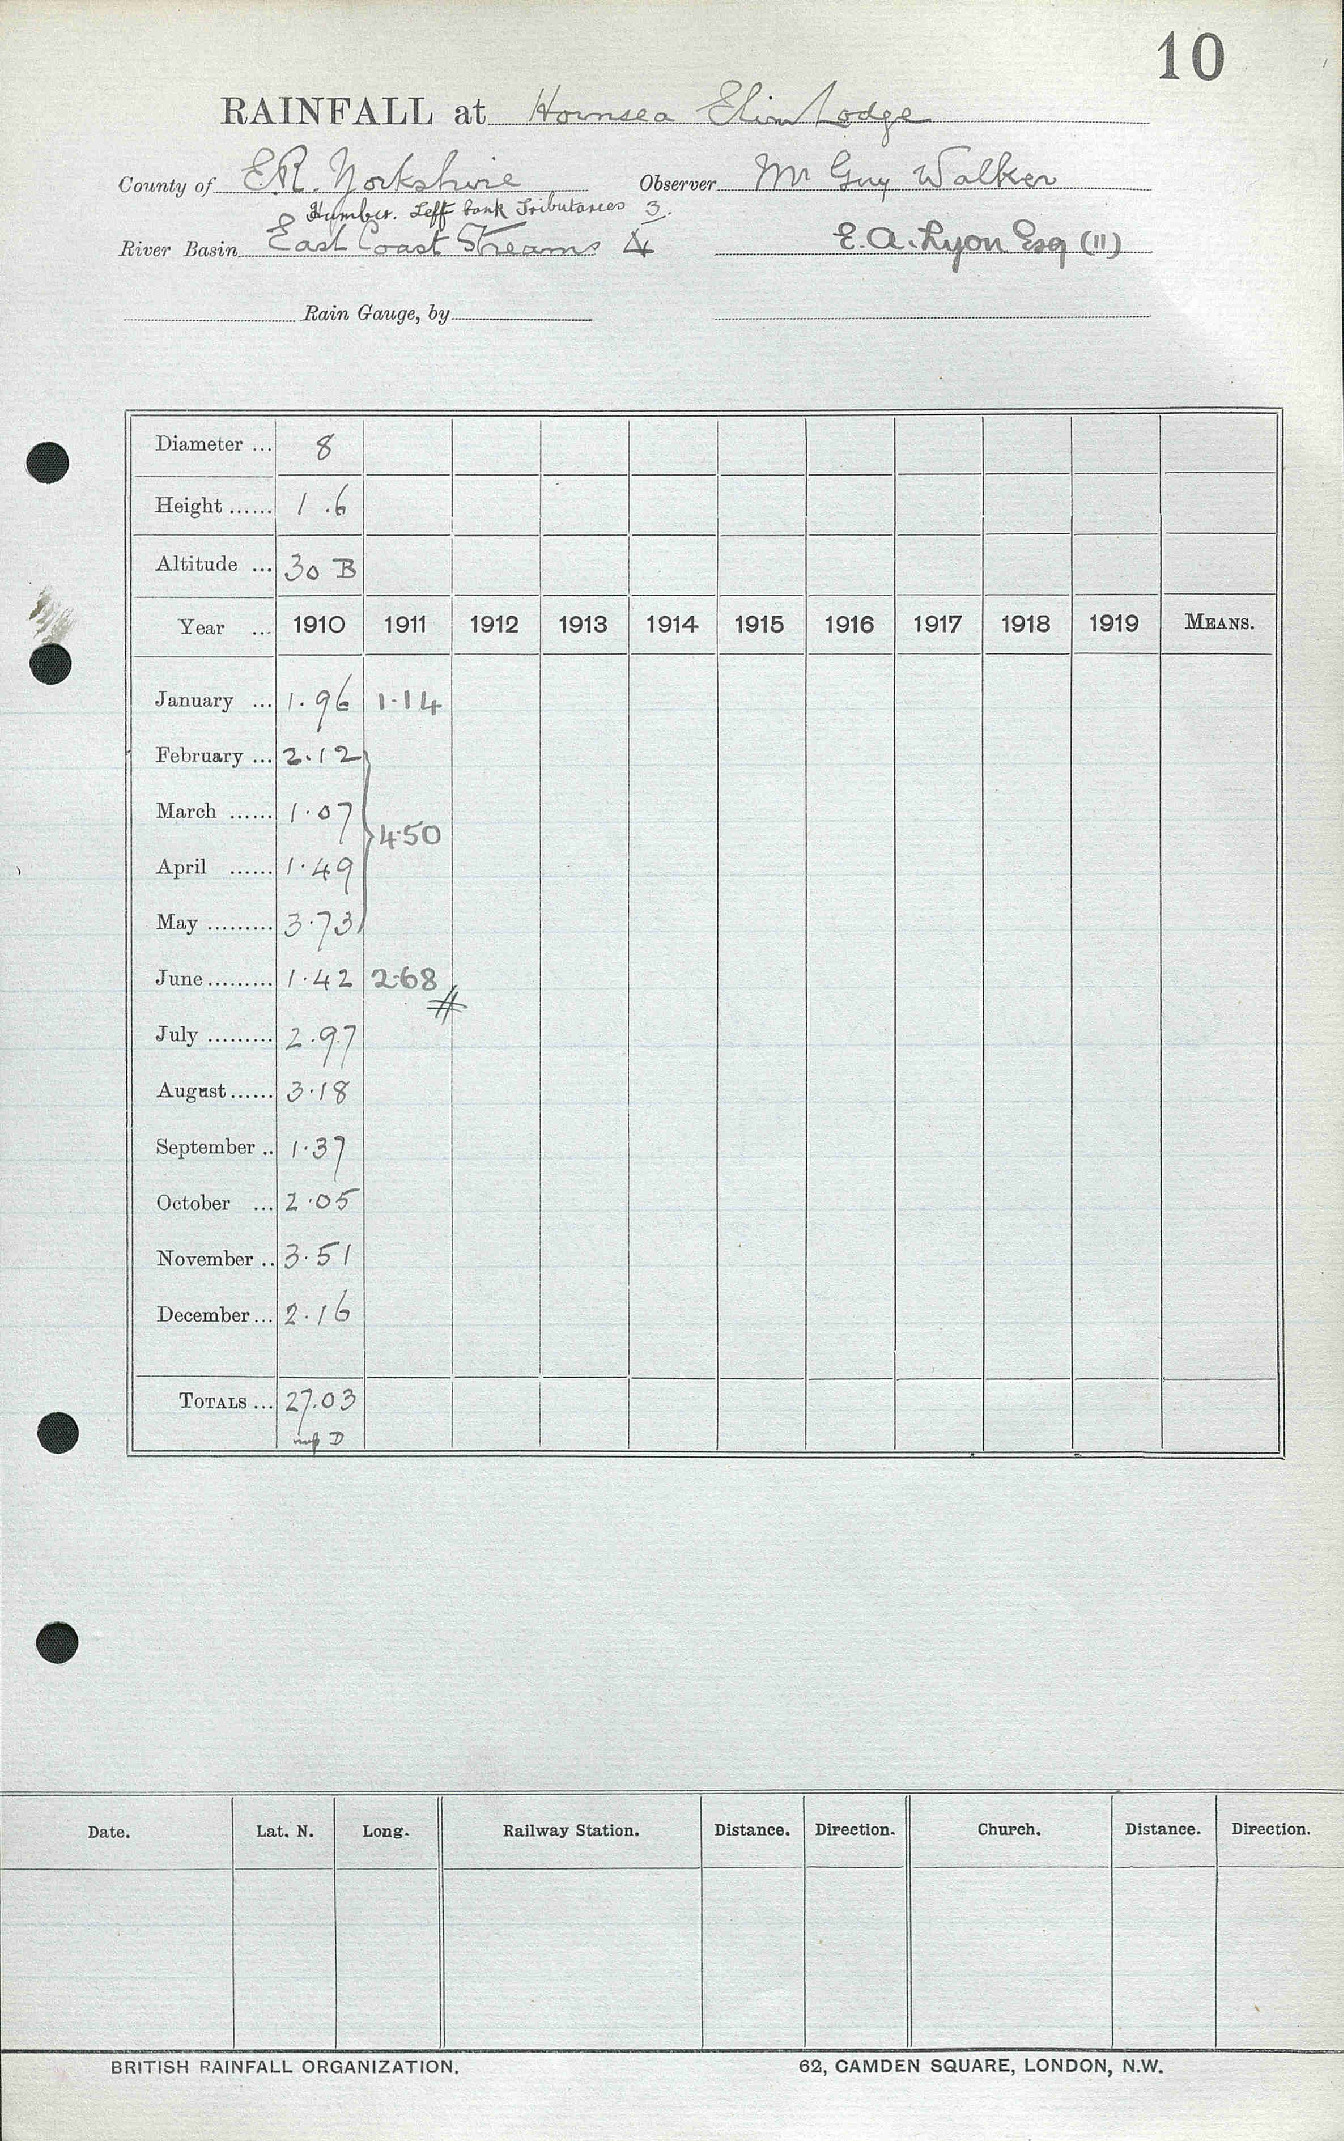 10
RAINFALL at Hornsea Elim Lodge
County of E.R. Yorkshire Observer Mr Guy Walker
Humber. Left bank Tributaries 3.
River Basin East Coast Streams 4 E. A. Lyon Esq (11)
Rain Gauge, by
Diameter ... 8
Height ...... 1 .6
Altitude ... 30 B
Year ... 1910 1911 1912 1913 1914 1915 1916 1917 1918 1919 MEANS.
January ... 1.96 1.14
February ... 2.12
March ...... 1.07
4.50
April ...... 1.49
May ......... 3.73
June ......... 1.42 2.68
#
July ......... 2.97
August ...... 3.18
September .. 1.37
October ... 2.05
November .. 3.51
December ... 2.16
TOTALS ... 27.03
D
Date. Lat. N. Long. Railway Station. Distance. Direction. Church. Distance. Direction.
BRITISH RAINFALL ORGANIZATION. 62, CAMDEN SQUARE, LONDON, N.W.